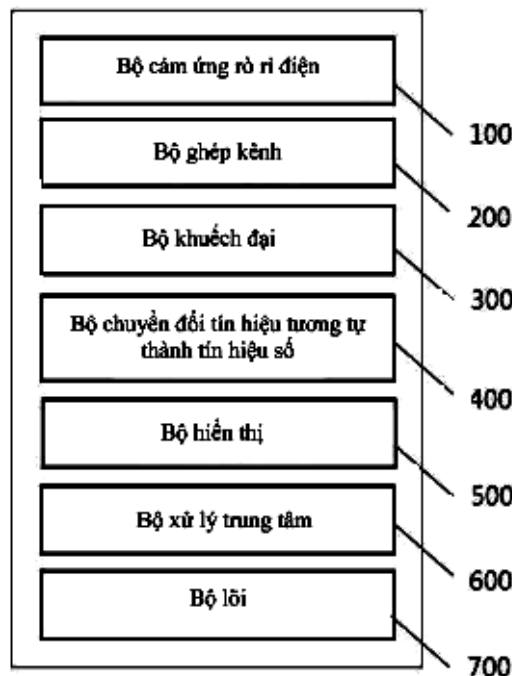 Bộ cảm ứng rò rỉ điện
100
Bộ ghép kênh
200
Bộ khuếch đại
300
Bộ chuyển đổi tín hiệu tương tự
thành tín hiệu số
400
Bộ hiển thị
500
Bộ xử lý trung tâm
600
Bộ lõi
700